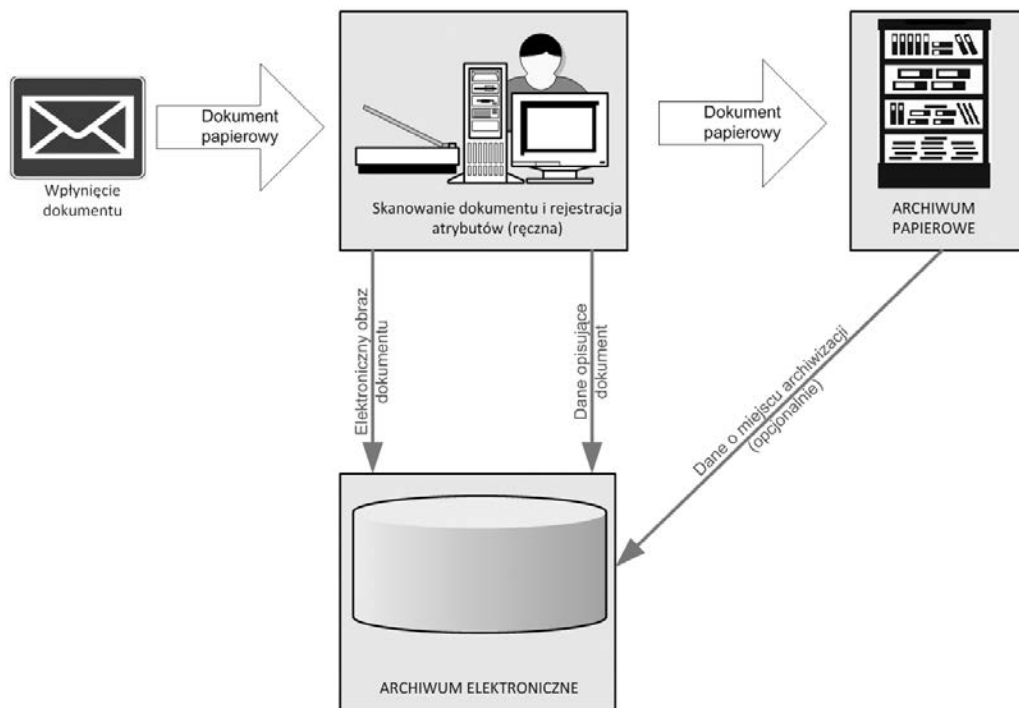 Wpłynięcie
dokumentu
Dokument
papierowy
Skanowanie dokumentu i rejestracja
atrybutów (ręczna)
Dokument
papierowy
ARCHIWUM
PAPIEROWE
Elektroniczny obraz
dokumentu
Dane opisujące
dokument
Dane o miejscu archiwizacji
(opcjonalnie)
ARCHIWUM ELEKTRONICZNE